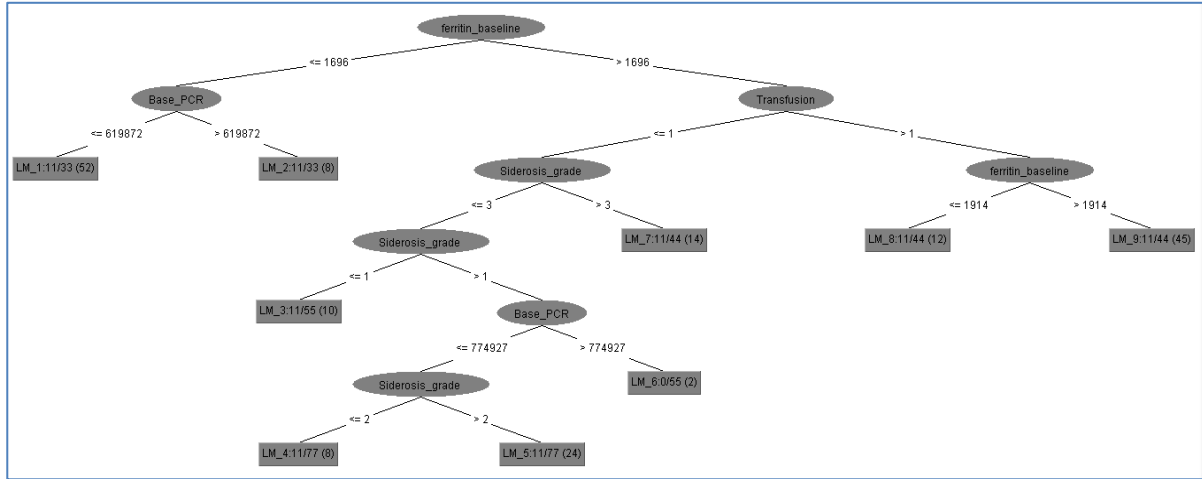 ferritin_baseline
<= 1696
> 1696
Base_PCR
Transfusion
<= 619872
> 619872
<= 1
> 1
LM_1:11/33 (52)
LM_2:11/33 (8)
Siderosis_grade
ferritin_baseline
<= 3
> 3
<= 1914
> 1914
Siderosis_grade
LM_7:11/44 (14)
LM_8:11/44 (12)
LM_9:11/44 (45)
<= 1
> 1
LM_3:11/55 (10)
Base_PCR
<= 774927
> 774927
Siderosis_grade
LM_6:0/55 (2)
<= 2
> 2
LM_4:11/77 (8)
LM_5:11/77 (24)